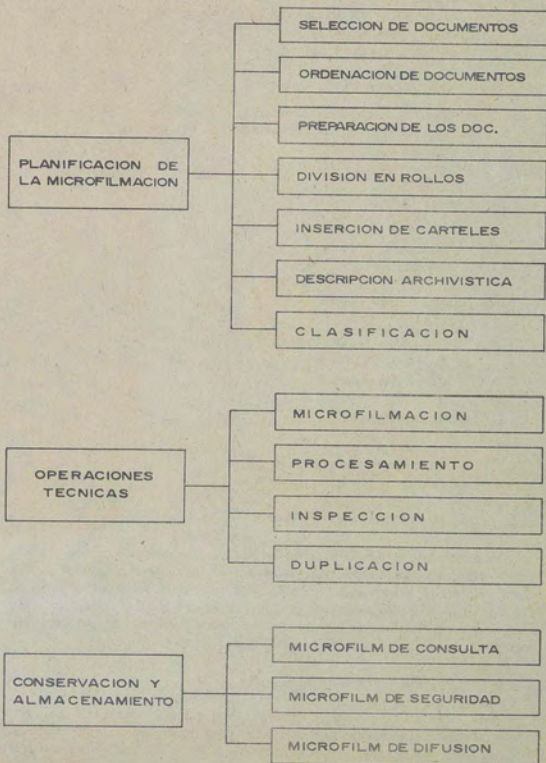 PLANIFICACION DE
LA MICROFILMACION
SELECCION DE DOCUMENTOS
ORDENACION DE DOCUMENTOS
PREPARACION DE LOS DOC.
DIVISION EN ROLLOS
INSERCION DE CARTELES
DESCRIPCION ARCHIVISTICA
CLASIFICACION
OPERACIONES
TECNICAS
MICROFILMACION
PROCESAMIENTO
INSPECCION
DUPLICACION
CONSERVACION Y
ALMACENAMIENTO
MICROFILM DE CONSULTA
MICROFILM DE SEGURIDAD
MICROFILM DE DIFUSION